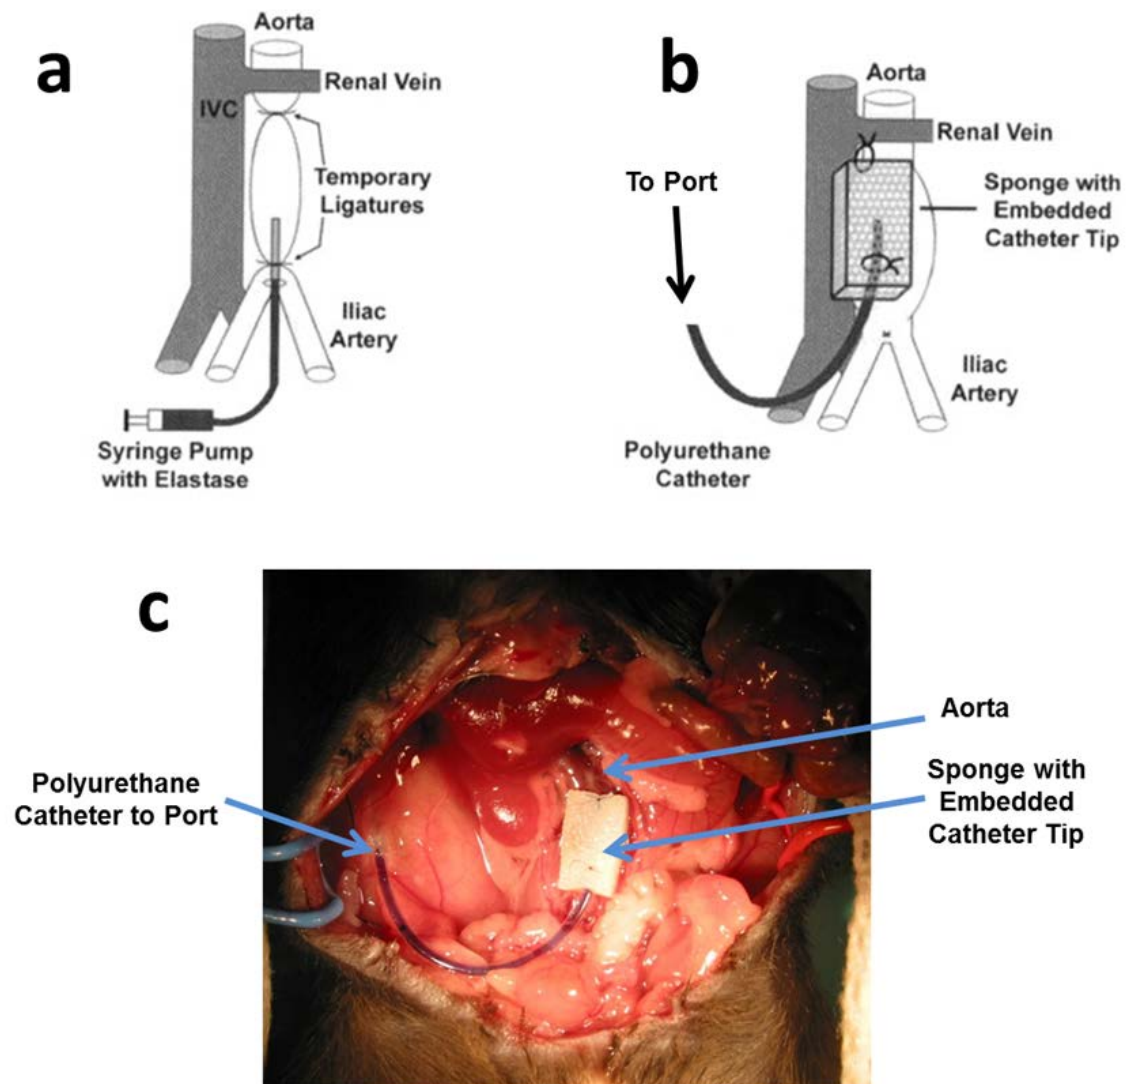 a
Aorta
Renal Vein
IVC
Temporary
Ligatures
Iliac
Artery
Syringe Pump
with Elastase
b
Aorta
Renal Vein
To Port
Sponge with
Embedded
Catheter Tip
Iliac
Artery
Polyurethane
Catheter
c
Aorta
Polyurethane
Catheter to Port
Sponge with
Embedded
Catheter Tip